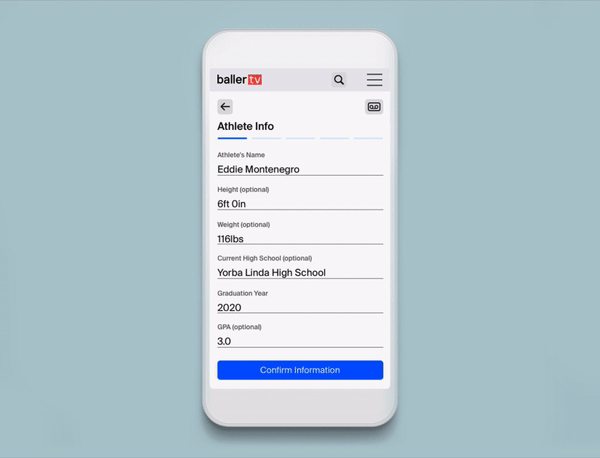 baller tv
Athlete Info
Athlete's Name
Eddie Montenegro
Height (optional)
6ft 0in
Weight (optional)
116lbs
Current High School (optional)
Yorba Linda High School
Graduation Year
2020
GPA (optional)
3.0
Confirm Information